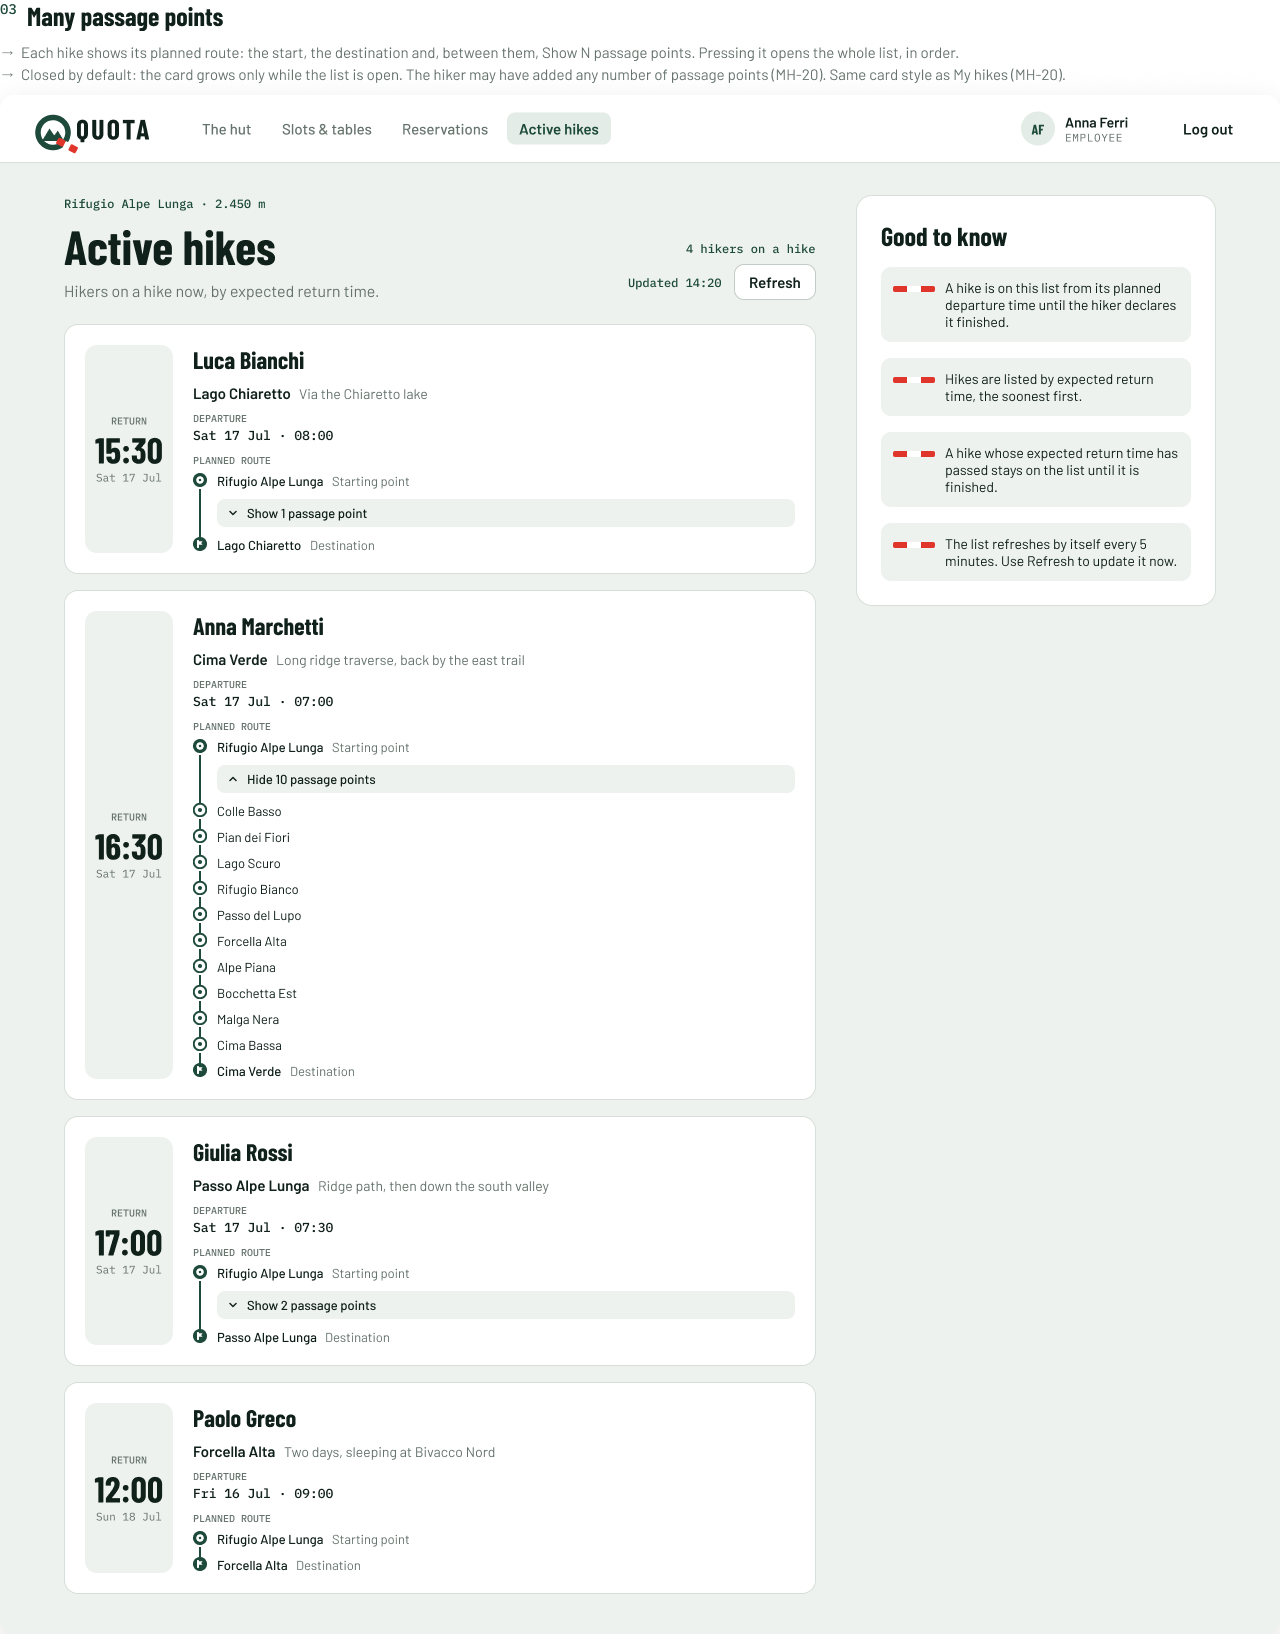 03 Many passage points
→ Each hike shows its planned route: the start, the destination and, between them, Show N passage points. Pressing it opens the whole list, in order.
→ Closed by default: the card grows only while the list is open. The hiker may have added any number of passage points (MH-20). Same card style as My hikes (MH-20).
QUOTA
The hut
Slots & tables
Reservations
Active hikes
AF
Anna Ferri
EMPLOYEE
Log out
Rifugio Alpe Lunga · 2.450 m
Active hikes
Hikers on a hike now, by expected return time.
4 hikers on a hike
Updated 14:20
Refresh
RETURN
15:30
Sat 17 Jul
Luca Bianchi
Lago Chiaretto Via the Chiaretto lake
DEPARTURE
Sat 17 Jul · 08:00
PLANNED ROUTE
Rifugio Alpe Lunga Starting point
Show 1 passage point
Lago Chiaretto Destination
RETURN
16:30
Sat 17 Jul
Anna Marchetti
Cima Verde Long ridge traverse, back by the east trail
DEPARTURE
Sat 17 Jul · 07:00
PLANNED ROUTE
Rifugio Alpe Lunga Starting point
Hide 10 passage points
Colle Basso
Pian dei Fiori
Lago Scuro
Rifugio Bianco
Passo del Lupo
Forcella Alta
Alpe Piana
Bocchetta Est
Malga Nera
Cima Bassa
Cima Verde Destination
RETURN
17:00
Sat 17 Jul
Giulia Rossi
Passo Alpe Lunga Ridge path, then down the south valley
DEPARTURE
Sat 17 Jul · 07:30
PLANNED ROUTE
Rifugio Alpe Lunga Starting point
Show 2 passage points
Passo Alpe Lunga Destination
RETURN
12:00
Sun 18 Jul
Paolo Greco
Forcella Alta Two days, sleeping at Bivacco Nord
DEPARTURE
Fri 16 Jul · 09:00
PLANNED ROUTE
Rifugio Alpe Lunga Starting point
Forcella Alta Destination
Good to know
A hike is on this list from its planned
departure time until the hiker declares
it finished.
Hikes are listed by expected return
time, the soonest first.
A hike whose expected return time has
passed stays on the list until it is
finished.
The list refreshes by itself every 5
minutes. Use Refresh to update it now.